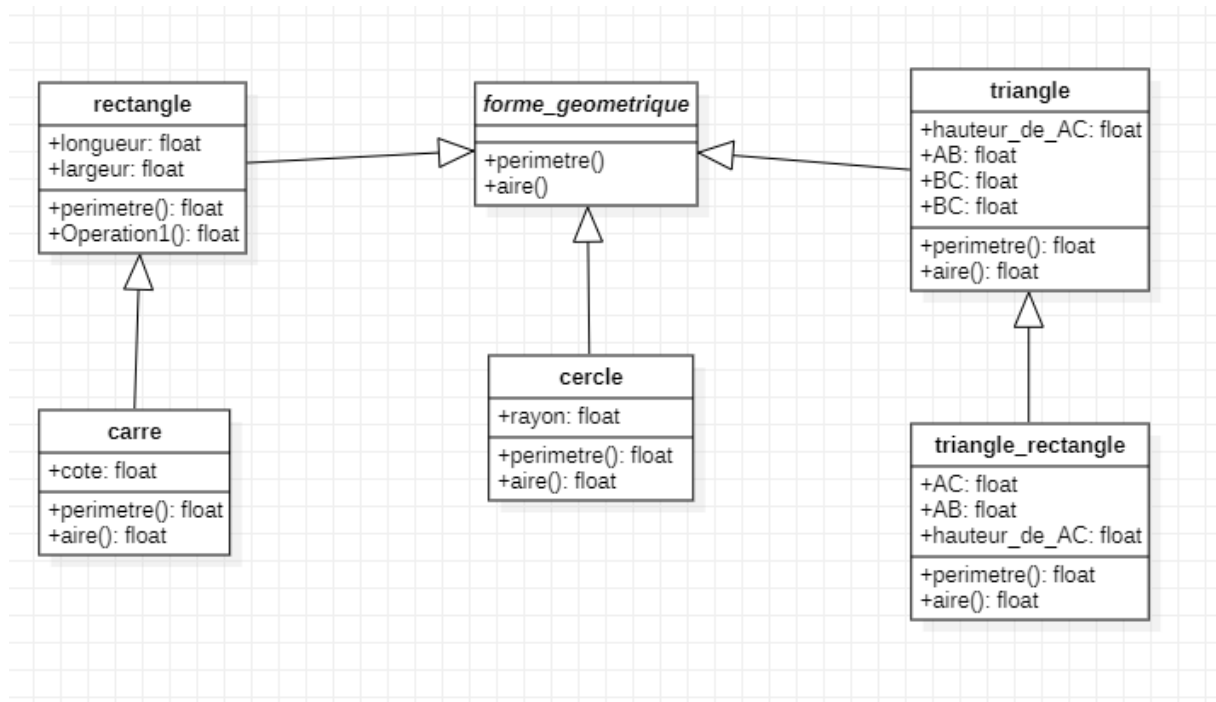 rectangle
+longueur: float
+largeur: float
+perimetre(): float
+Operation1(): float
forme_geometrique
+perimetre()
+aire()
triangle
+hauteur_de_AC: float
+AB: float
+BC: float
+BC: float
+perimetre(): float
+aire(): float
carre
+cote: float
+perimetre(): float
+aire(): float
cercle
+rayon: float
+perimetre(): float
+aire(): float
triangle_rectangle
+AC: float
+AB: float
+hauteur_de_AC: float
+perimetre(): float
+aire(): float